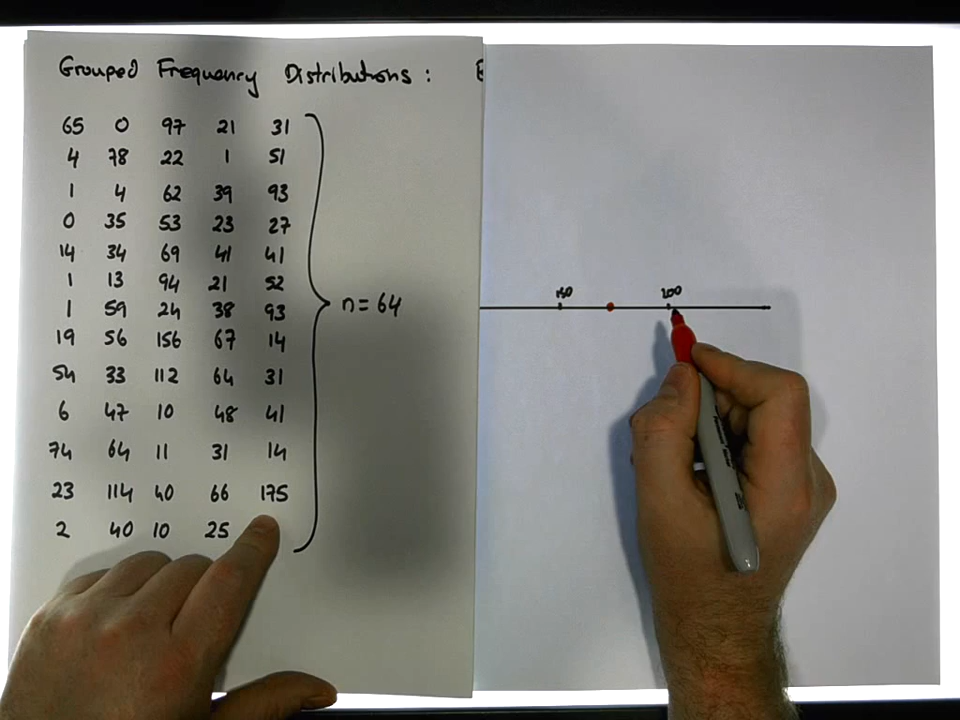 Grouped Frequency Distributions :
65 0 97 21 31
4 78 22 1 51
1 4 62 39 93
0 35 53 23 27
14 34 69 41 41
1 13 94 21 52
1 59 24 38 93
n = 64
19 56 156 67 14
54 33 112 64 31
6 47 10 48 41
74 64 11 31 14
23 114 40 66 175
2 40 10 25
150 200